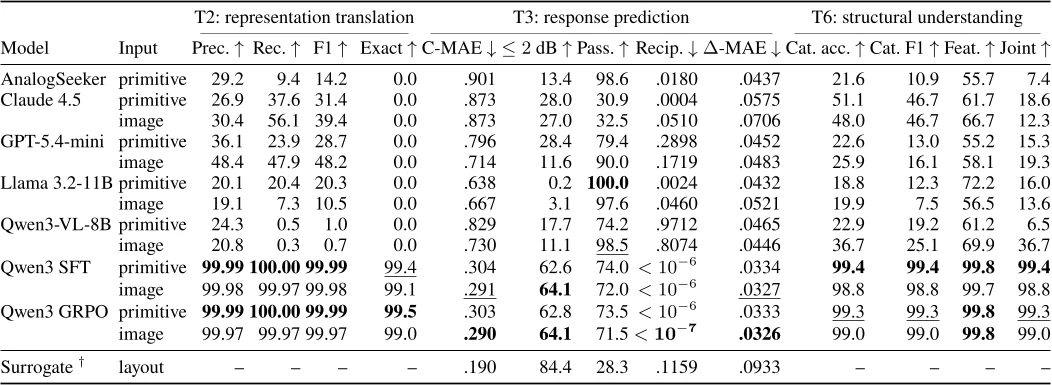 T2: representation translation T3: response prediction T6: structural understanding
Model Input Prec. ↑ Rec. ↑ F1 ↑ Exact ↑ C-MAE ↓ ≤ 2 dB ↑ Pass. ↑ Recip. ↓ Δ-MAE ↓ Cat. acc. ↑ Cat. F1 ↑ Feat. ↑ Joint ↑
AnalogSeeker primitive 29.2 9.4 14.2 0.0 .901 13.4 98.6 .0180 .0437 21.6 10.9 55.7 7.4
Claude 4.5 primitive 26.9 37.6 31.4 0.0 .873 28.0 30.9 .0004 .0575 51.1 46.7 61.7 18.6
image 30.4 56.1 39.4 0.0 .873 27.0 32.5 .0510 .0706 48.0 46.7 66.7 12.3
GPT-5.4-mini primitive 36.1 23.9 28.7 0.0 .796 28.4 79.4 .2898 .0452 22.6 13.0 55.2 15.3
image 48.4 47.9 48.2 0.0 .714 11.6 90.0 .1719 .0483 25.9 16.1 58.1 19.3
Llama 3.2-11B primitive 20.1 20.4 20.3 0.0 .638 0.2 100.0 .0024 .0432 18.8 12.3 72.2 16.0
image 19.1 7.3 10.5 0.0 .667 3.1 97.6 .0460 .0521 19.9 7.5 56.5 13.6
Qwen3-VL-8B primitive 24.3 0.5 1.0 0.0 .829 17.7 74.2 .9712 .0465 22.9 19.2 61.2 6.5
image 20.8 0.3 0.7 0.0 .730 11.1 98.5 .8074 .0446 36.7 25.1 69.9 36.7
Qwen3 SFT primitive 99.99 100.00 99.99 99.4 .304 62.6 74.0 < 10⁻⁶ .0334 99.4 99.4 99.8 99.4
image 99.98 99.97 99.98 99.1 .291 64.1 72.0 < 10⁻⁶ .0327 98.8 98.8 99.7 98.8
Qwen3 GRPO primitive 99.99 100.00 99.99 99.5 .303 62.8 73.5 < 10⁻⁶ .0333 99.3 99.3 99.8 99.3
image 99.97 99.97 99.97 99.0 .290 64.1 71.5 < 10⁻⁷ .0326 99.0 99.0 99.8 99.0
Surrogate † layout – – – – .190 84.4 28.3 .1159 .0933 – – – –